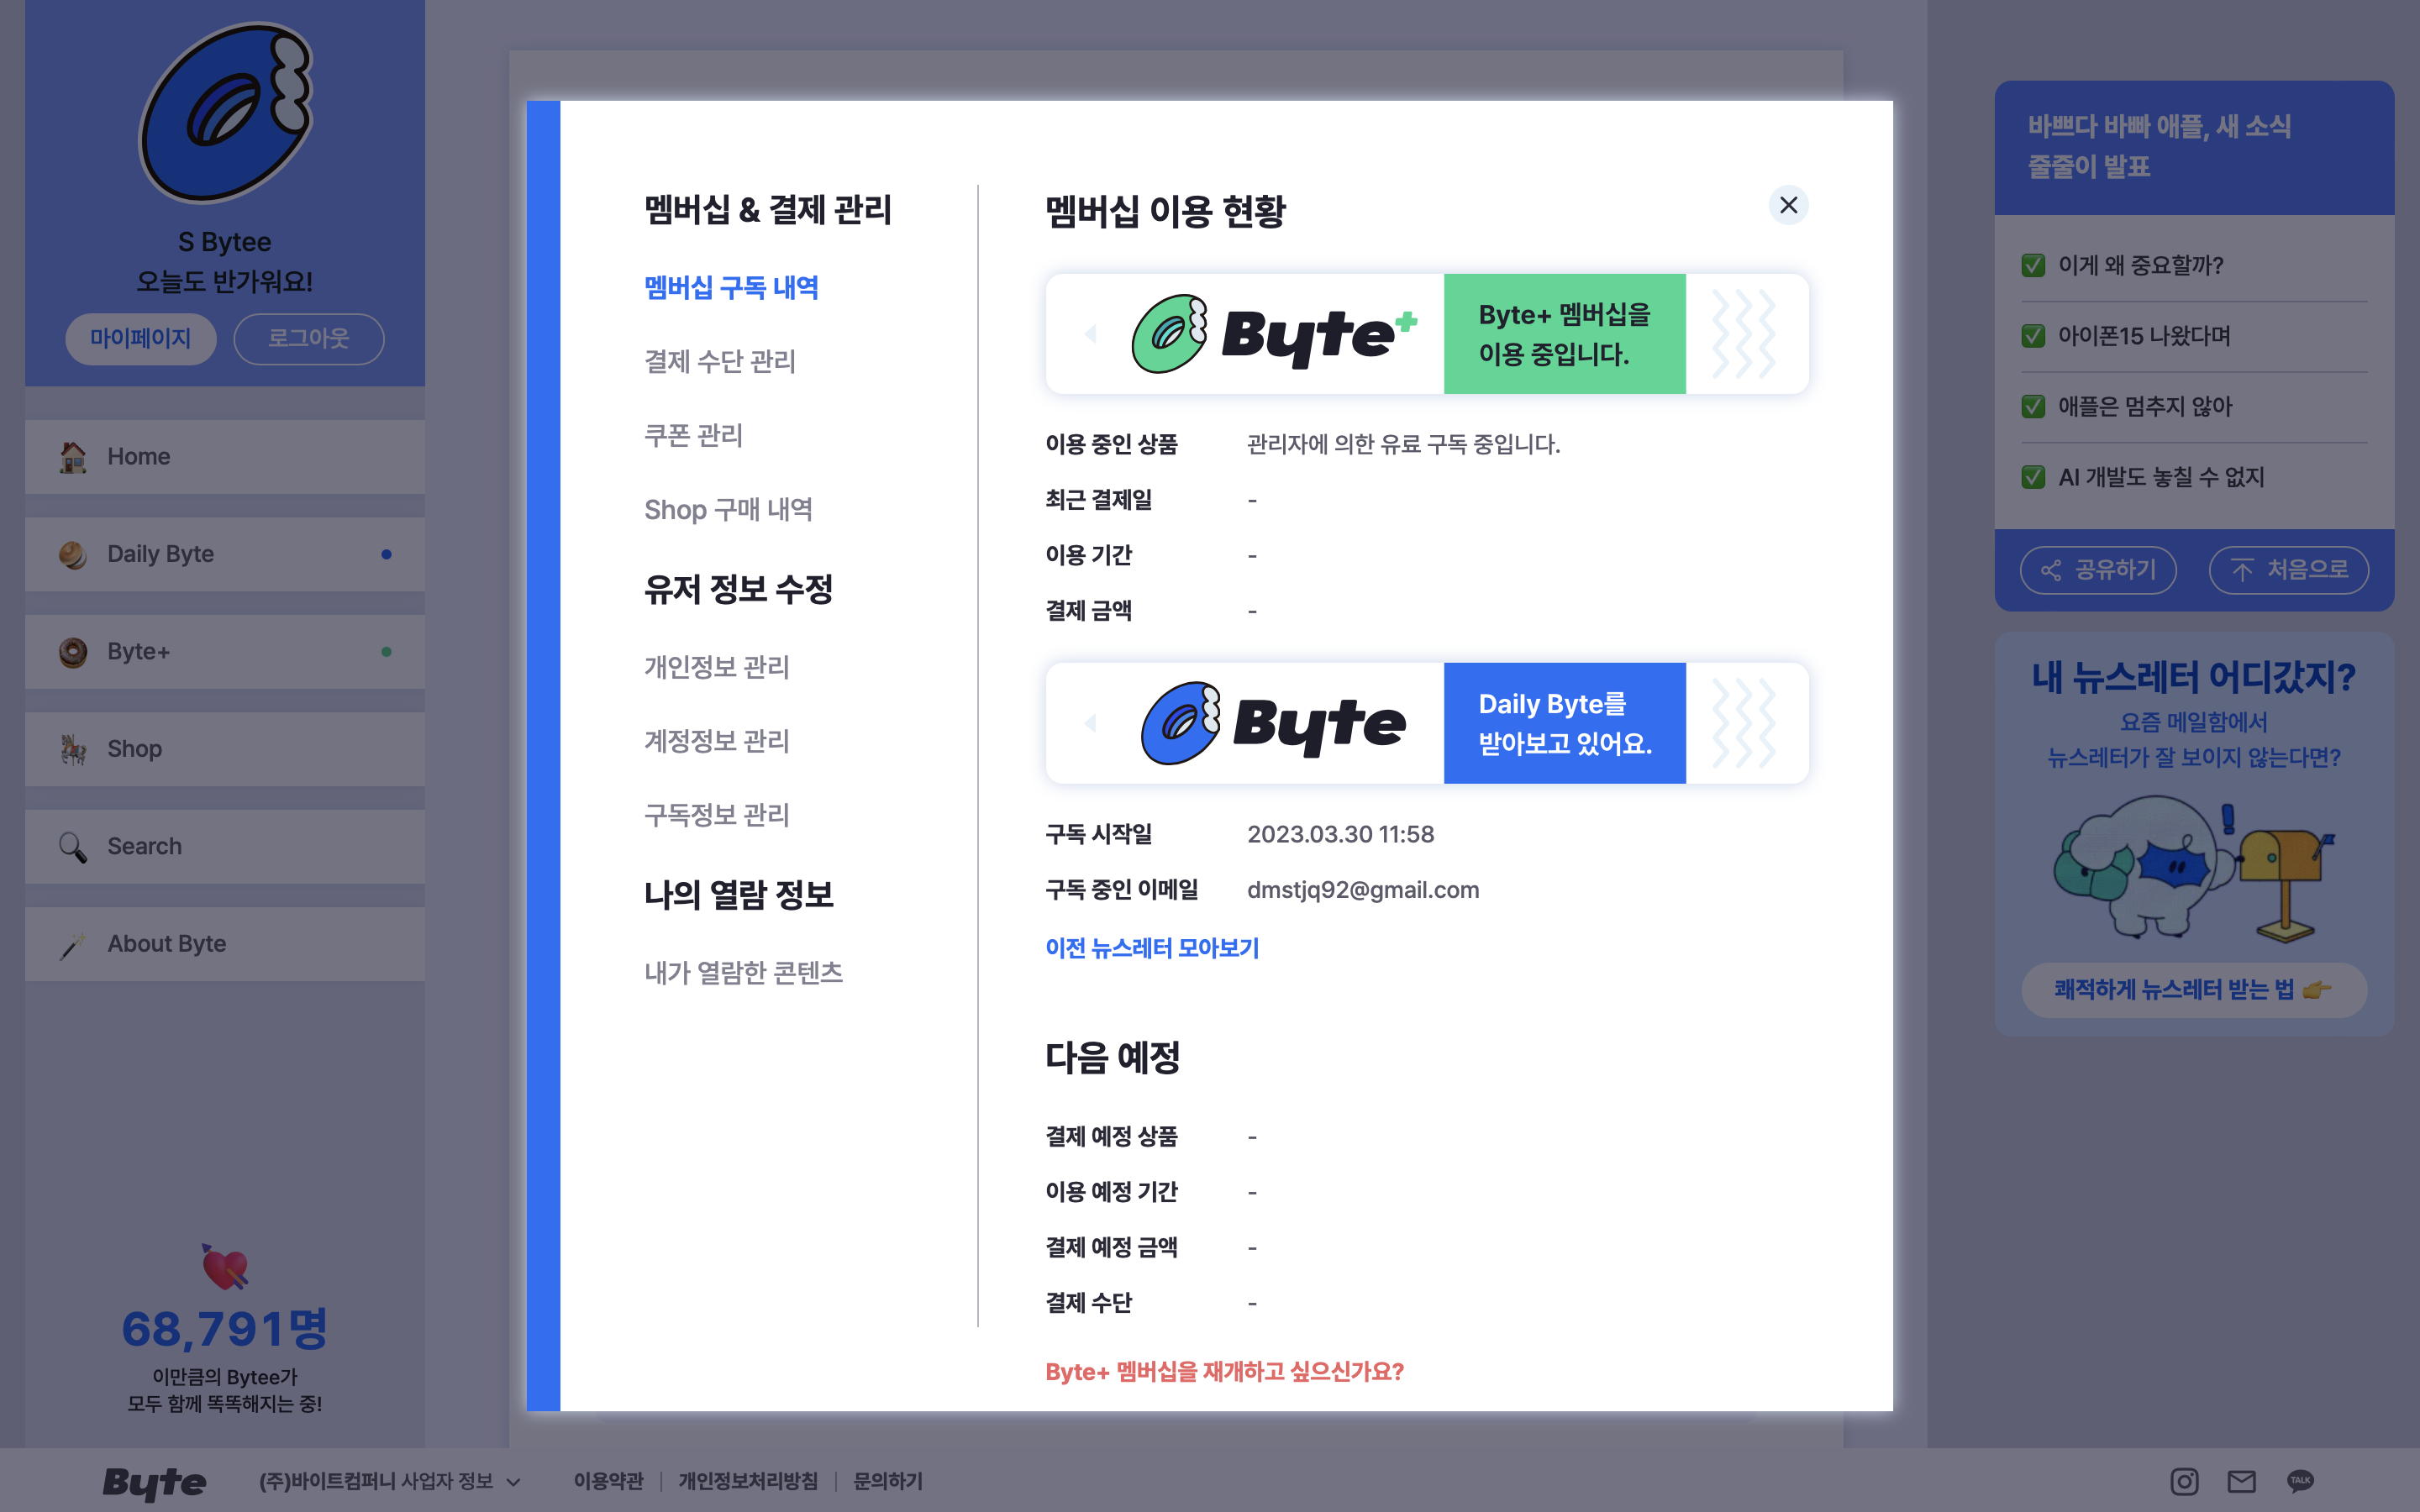 S Bytee
오늘도 반가워요!
마이페이지
로그아웃
Home
Daily Byte
Byte+
Shop
Search
About Byte
68,791명
이만큼의 Bytee가
모두 함께 똑똑해지는 중!
멤버십 & 결제 관리
멤버십 구독 내역
결제 수단 관리
쿠폰 관리
Shop 구매 내역
유저 정보 수정
개인정보 관리
계정정보 관리
구독정보 관리
나의 열람 정보
내가 열람한 콘텐츠
멤버십 이용 현황
Byte+
Byte+ 멤버십을
이용 중입니다.
이용 중인 상품 관리자에 의한 유료 구독 중입니다.
최근 결제일 -
이용 기간 -
결제 금액 -
Byte
Daily Byte를
받아보고 있어요.
구독 시작일 2023.03.30 11:58
구독 중인 이메일 dmstjq92@gmail.com
이전 뉴스레터 모아보기
다음 예정
결제 예정 상품 -
이용 예정 기간 -
결제 예정 금액 -
결제 수단 -
Byte+ 멤버십을 재개하고 싶으신가요?
바쁘다 바빠 애플, 새 소식
줄줄이 발표
이게 왜 중요할까?
아이폰15 나왔다며
애플은 멈추지 않아
AI 개발도 놓칠 수 없지
공유하기
처음으로
내 뉴스레터 어디갔지?
요즘 메일함에서
뉴스레터가 잘 보이지 않는다면?
쾌적하게 뉴스레터 받는 법 👉
Byte
(주)바이트컴퍼니 사업자 정보
이용약관 | 개인정보처리방침 | 문의하기
TALK